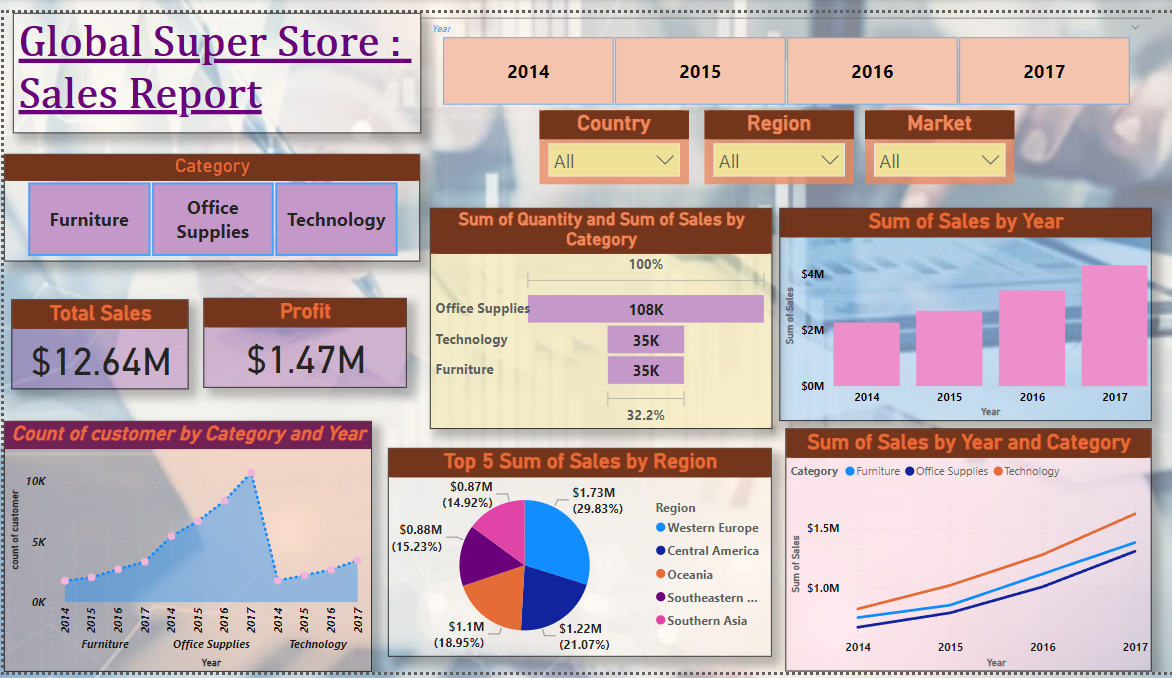 Global Super Store :
Sales Report
Year
2014
2015
2016
2017
Country
All
Region
All
Market
All
Category
Furniture
Office
Supplies
Technology
Total Sales
$12.64M
Profit
$1.47M
Sum of Quantity and Sum of Sales by
Category
100%
Office Supplies
108K
Technology
35K
Furniture
35K
32.2%
Sum of Sales by Year
Sum of Sales
$4M
$2M
$0M
2014
2015
2016
2017
Year
Count of customer by Category and Year
count of customer
10K
5K
0K
2014
2015
2016
2017
2014
2015
2016
2017
2014
2015
2016
2017
Furniture
Office Supplies
Technology
Year
Top 5 Sum of Sales by Region
$0.87M
(14.92%)
$1.73M
(29.83%)
$0.88M
(15.23%)
$1.1M
(18.95%)
$1.22M
(21.07%)
Region
Western Europe
Central America
Oceania
Southeastern ...
Southern Asia
Sum of Sales by Year and Category
Category Furniture Office Supplies Technology
Sum of Sales
$1.5M
$1.0M
2014
2015
2016
2017
Year